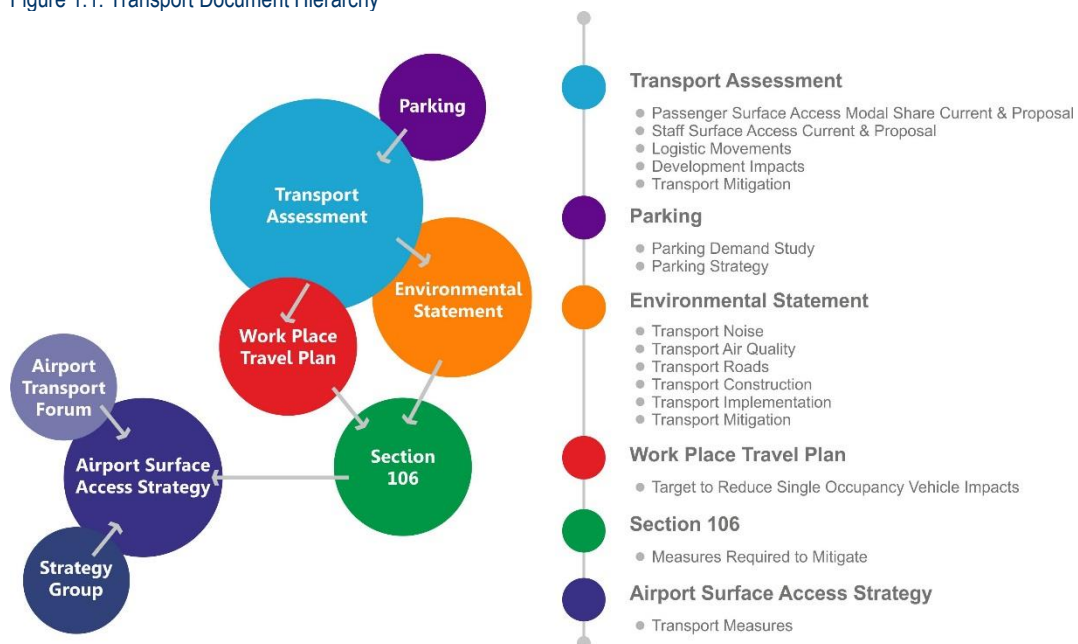 Figure 1.1: Transport Document Hierarchy
Parking
Transport
Assessment
Environmental
Statement
Work Place
Travel Plan
Airport
Transport
Forum
Airport Surface
Access Strategy
Section
106
Strategy
Group
Transport Assessment
Passenger Surface Access Modal Share Current & Proposal
Staff Surface Access Current & Proposal
Logistic Movements
Development Impacts
Transport Mitigation
Parking
Parking Demand Study
Parking Strategy
Environmental Statement
Transport Noise
Transport Air Quality
Transport Roads
Transport Construction
Transport Implementation
Transport Mitigation
Work Place Travel Plan
Target to Reduce Single Occupancy Vehicle Impacts
Section 106
Measures Required to Mitigate
Airport Surface Access Strategy
Transport Measures